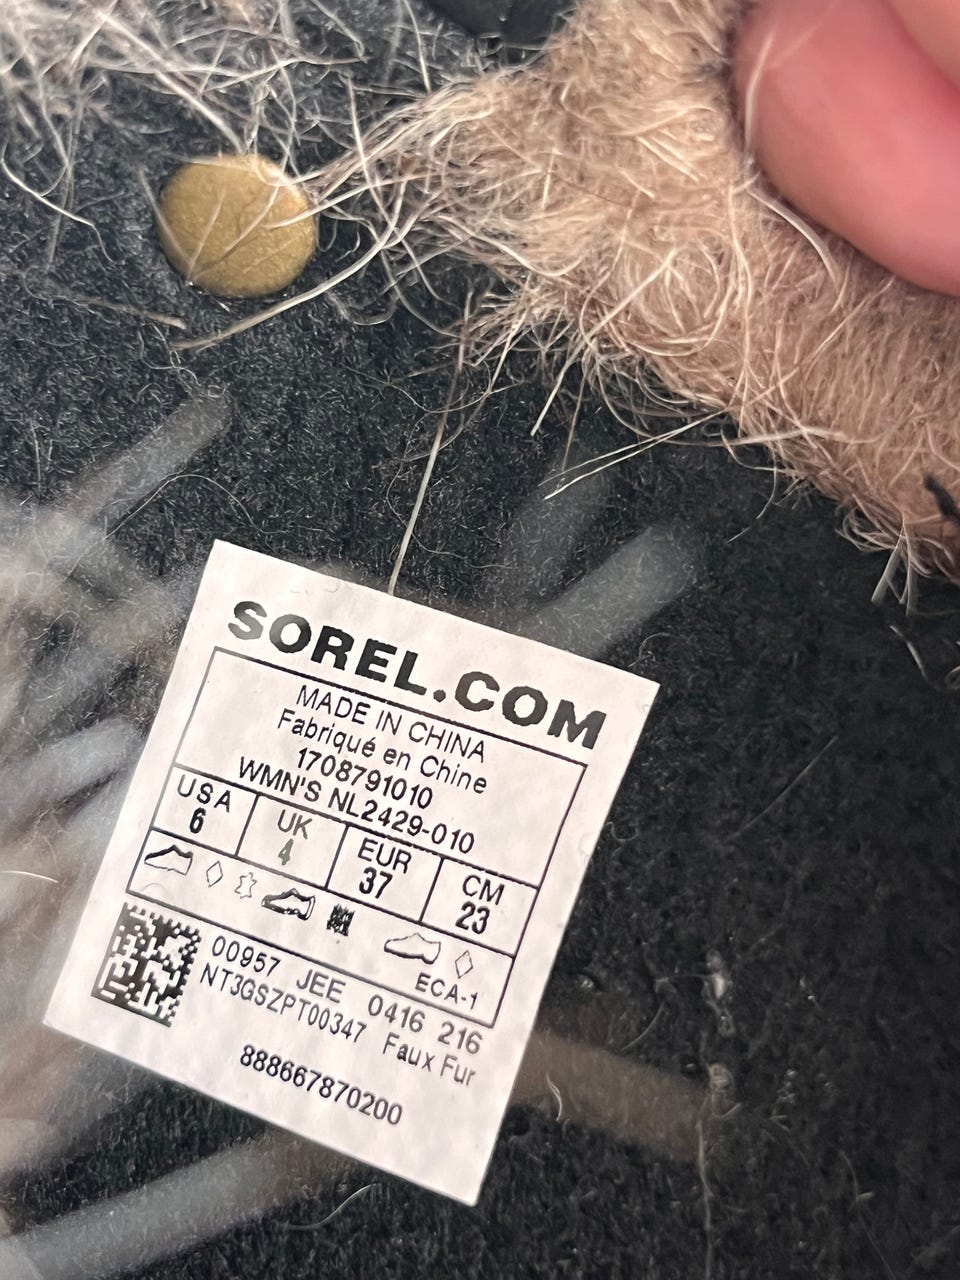 SOREL.COM
MADE IN CHINA
Fabriqué en Chine
1708791010
WMN'S NL2429-010
USA UK EUR CM
6 4 37 23
ECA-1
00957 JEE 0416 216
NT3GSZPT00347 Faux Fur
888667870200